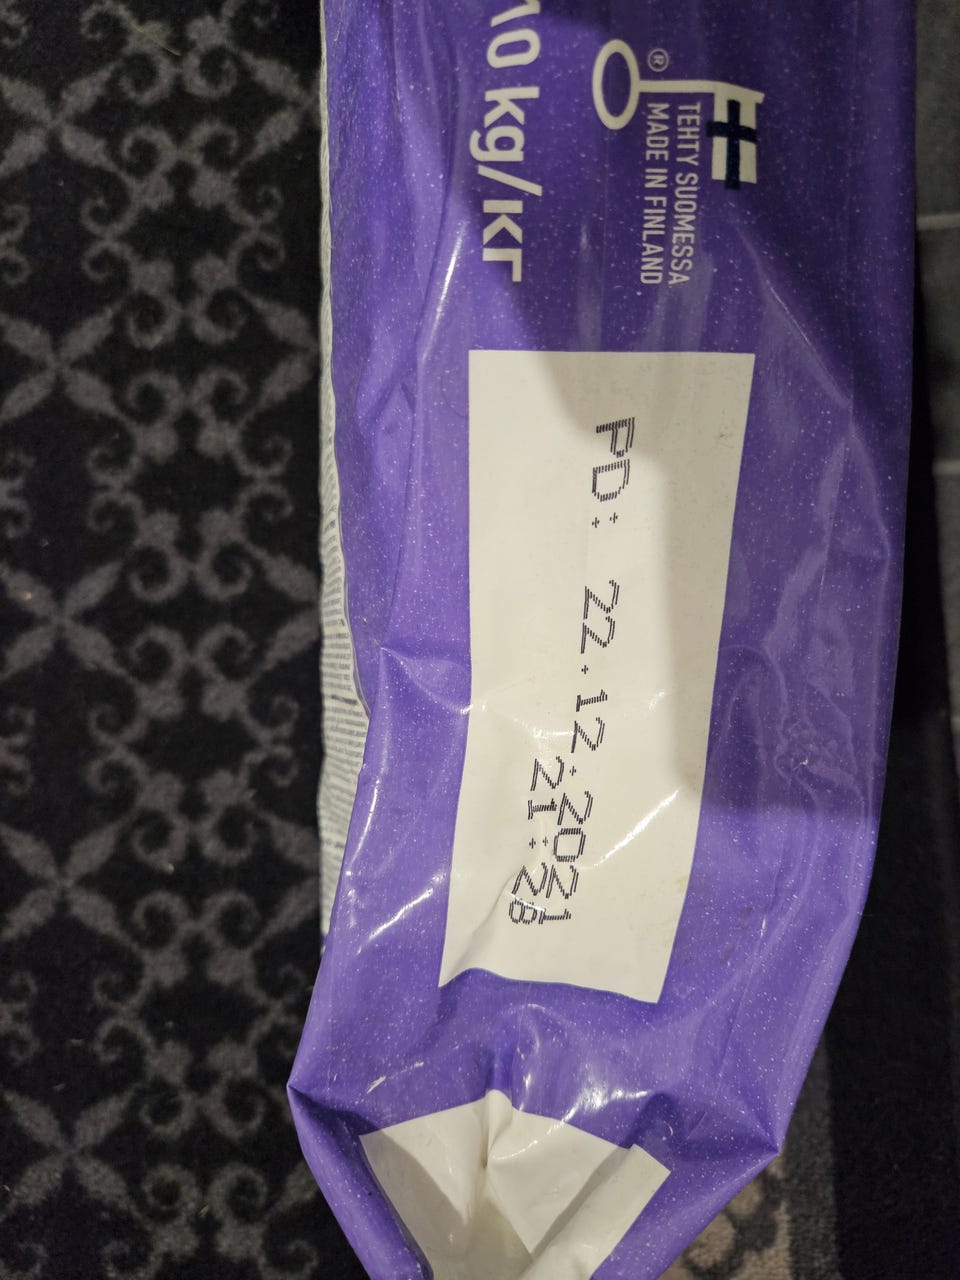 10 kg/кг
®
TEHTY SUOMESSA
MADE IN FINLAND
PD: 22.12.2021
21:28